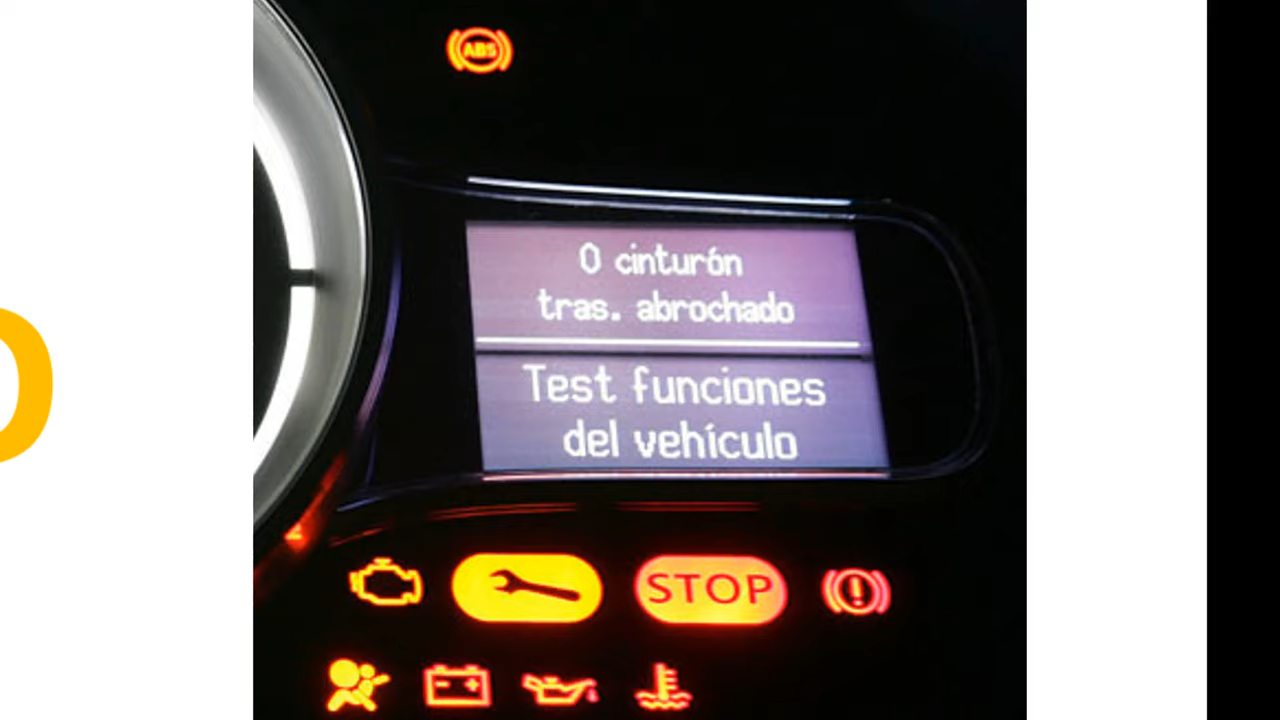 ABS
0 cinturón
tras. abrochado
Test funciones
del vehículo
STOP